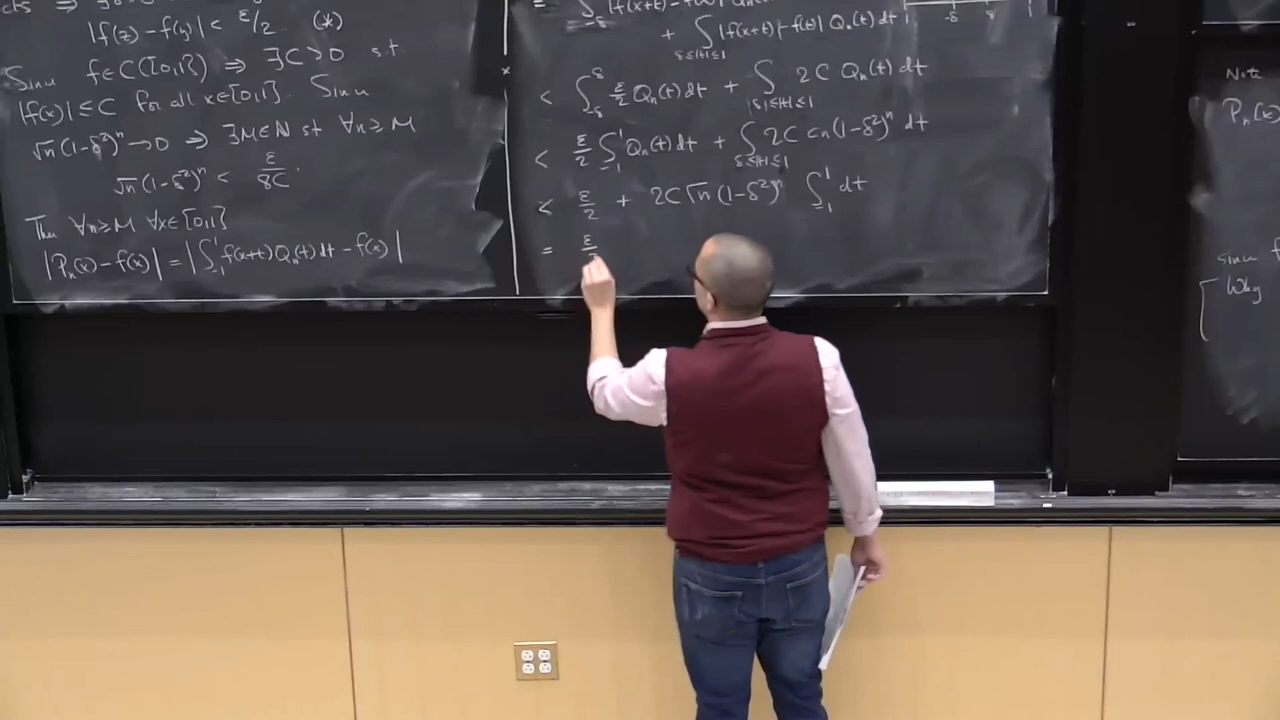 |f(z) - f(y)| < ε/2. (*)
Since f∈C([0,1]) ⇒ ∃C>0 s.t.
|f(x)| ≤ C for all x∈[0,1]. Since
√n (1-δ²)ⁿ → 0 ⇒ ∃M∈N st ∀n≥M
√n (1-δ²)ⁿ < ε/8C.
Then ∀n≥M ∀x∈[0,1]
|Pₙ(x) - f(x)| = |∫₋₁¹ f(x+t) Qₙ(t) dt - f(x)|
+ ∫_{δ≤|t|≤1} |f(x+t) - f(t)| Qₙ(t) dt
-δ δ 1
< ∫_{-δ}^{δ} ε/2 Qₙ(t) dt + ∫_{|δ|≤|t|≤1} 2C Qₙ(t) dt
< ε/2 ∫₋₁¹ Qₙ(t) dt + ∫_{δ≤|t|≤1} 2C cn (1-δ²)ⁿ dt
< ε/2 + 2C√n (1-δ²)ⁿ ∫₋₁¹ dt
= ε
Note
Pₙ(x)
since f
Why